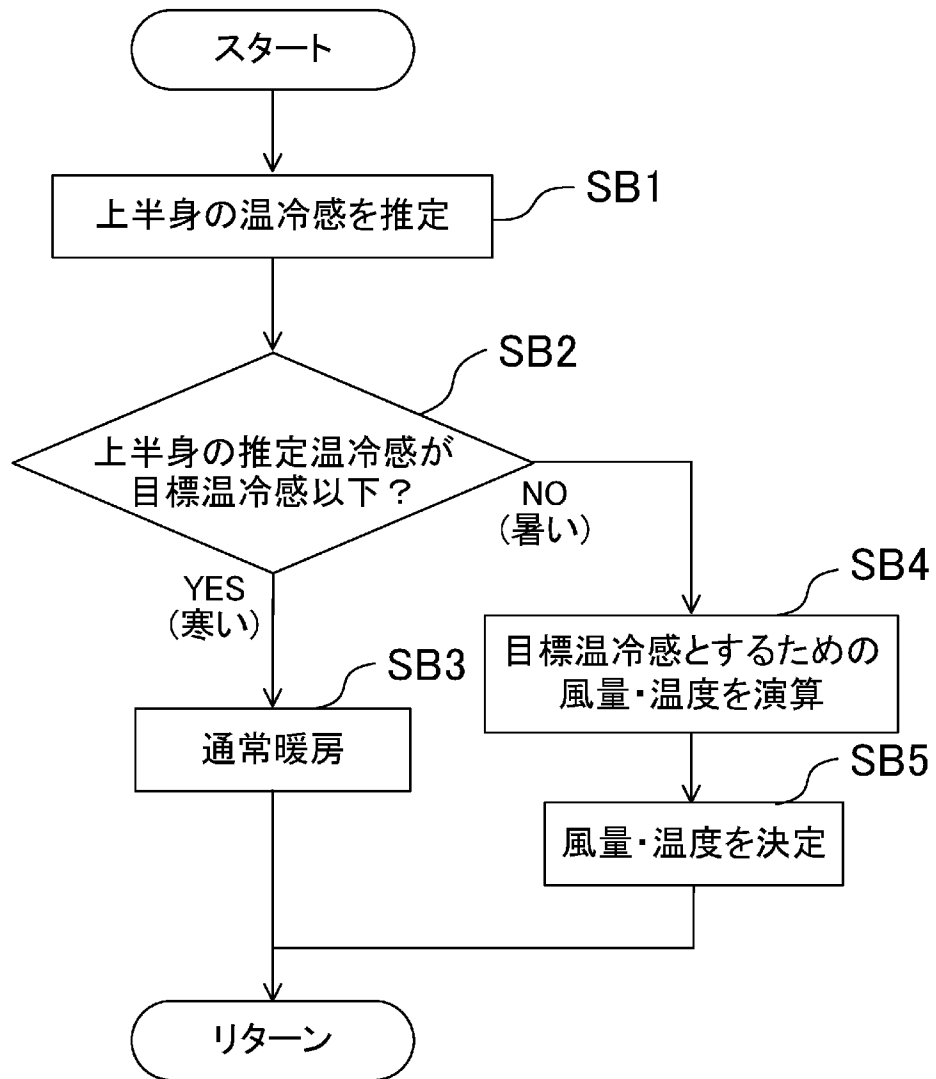 スタート
上半身の温冷感を推定
SB1
SB2
上半身の推定温冷感が
目標温冷感以下？
NO
(暑い)
YES
(寒い)
SB4
目標温冷感とするための
風量・温度を演算
SB3
通常暖房
SB5
風量・温度を決定
リターン